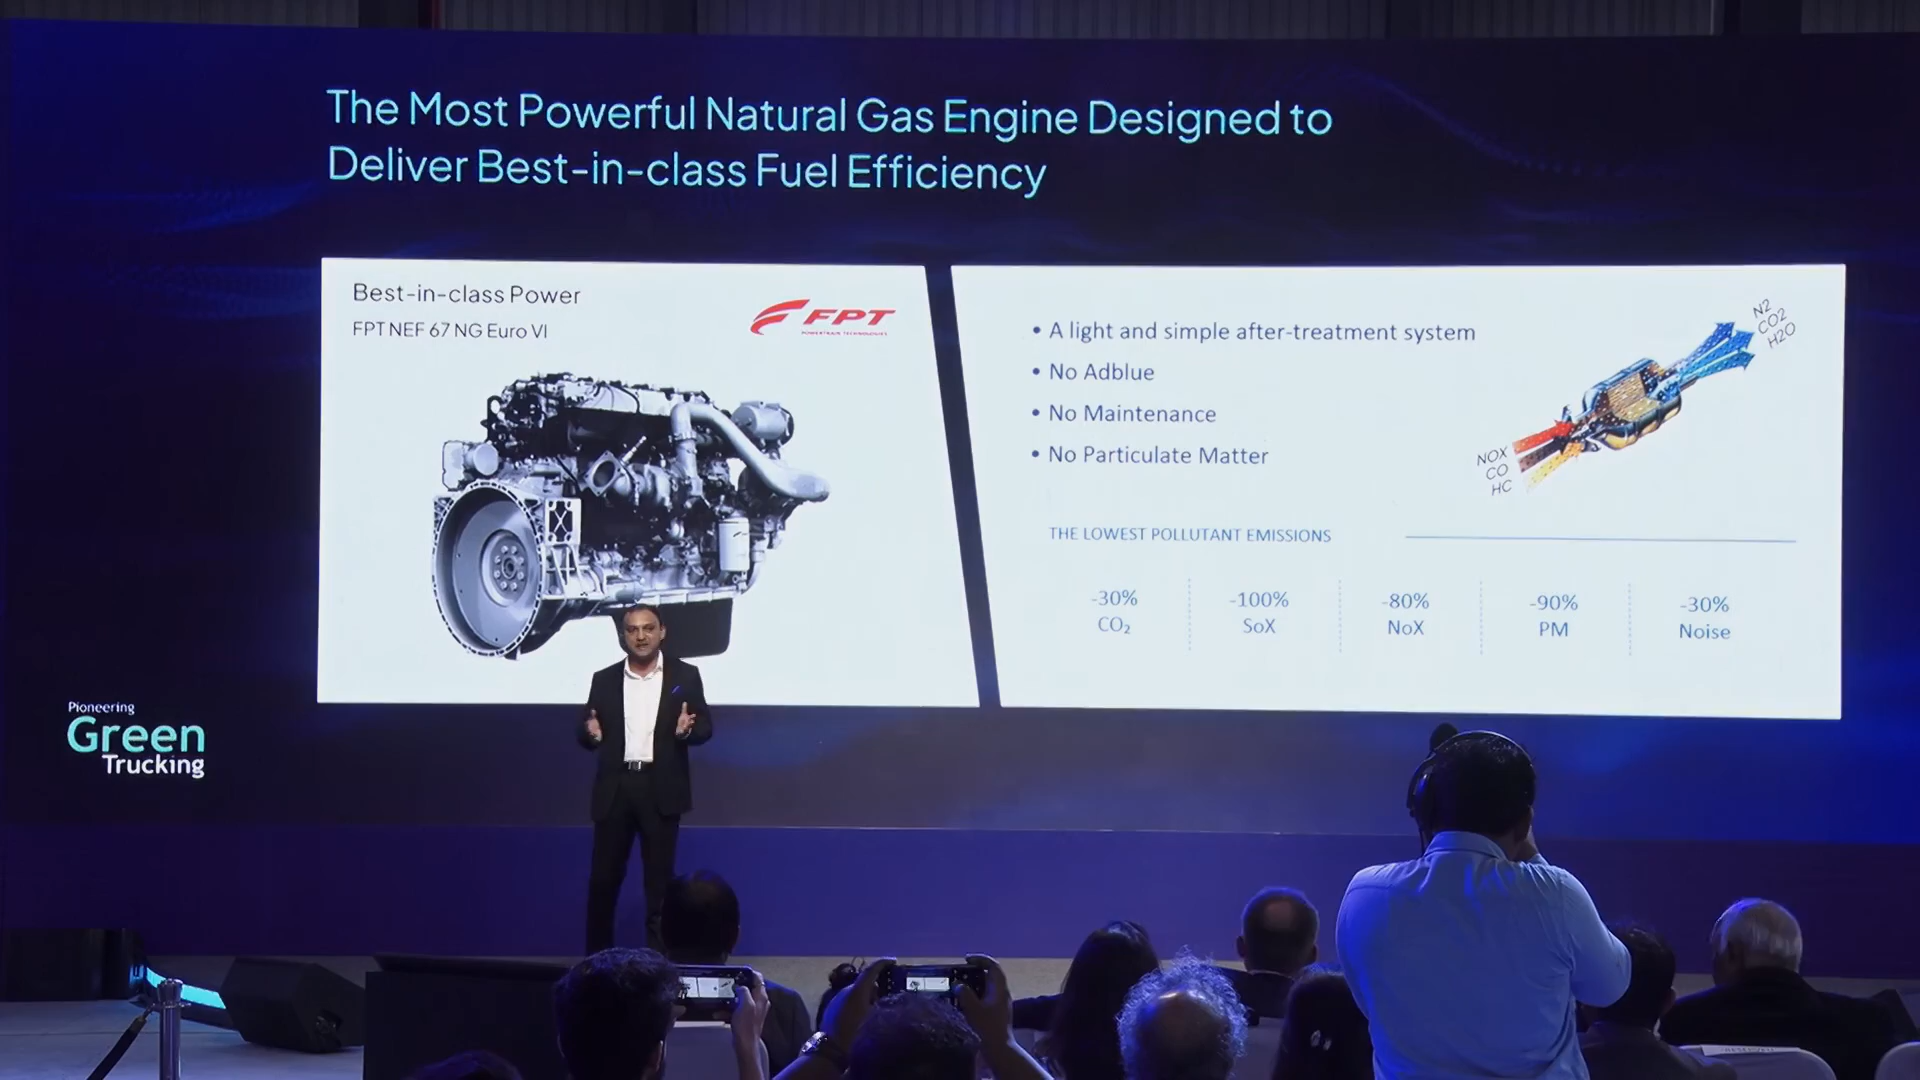 The Most Powerful Natural Gas Engine Designed to
Deliver Best-in-class Fuel Efficiency
Best-in-class Power
FPT NEF 67 NG Euro VI
FPT
POWERTRAIN TECHNOLOGIES
• A light and simple after-treatment system
• No Adblue
• No Maintenance
• No Particulate Matter
N2
CO2
H2O
NOX
CO
HC
THE LOWEST POLLUTANT EMISSIONS
-30%
CO₂
-100%
SoX
-80%
NoX
-90%
PM
-30%
Noise
Pioneering
Green
Trucking